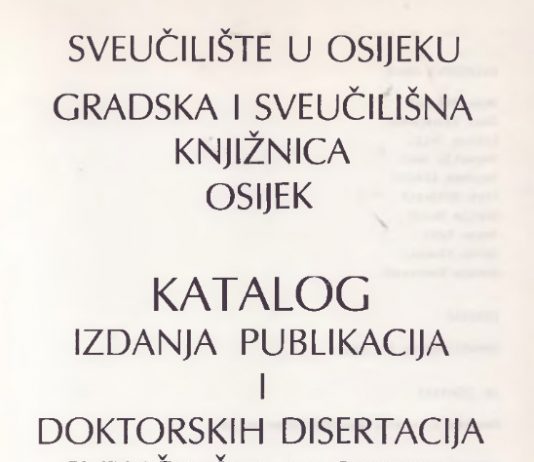 SVEUČILIŠTE U OSIJEKU
GRADSKA I SVEUČILIŠNA
KNJIŽNICA
OSIJEK
KATALOG
IZDANJA PUBLIKACIJA
I
DOKTORSKIH DISERTACIJA